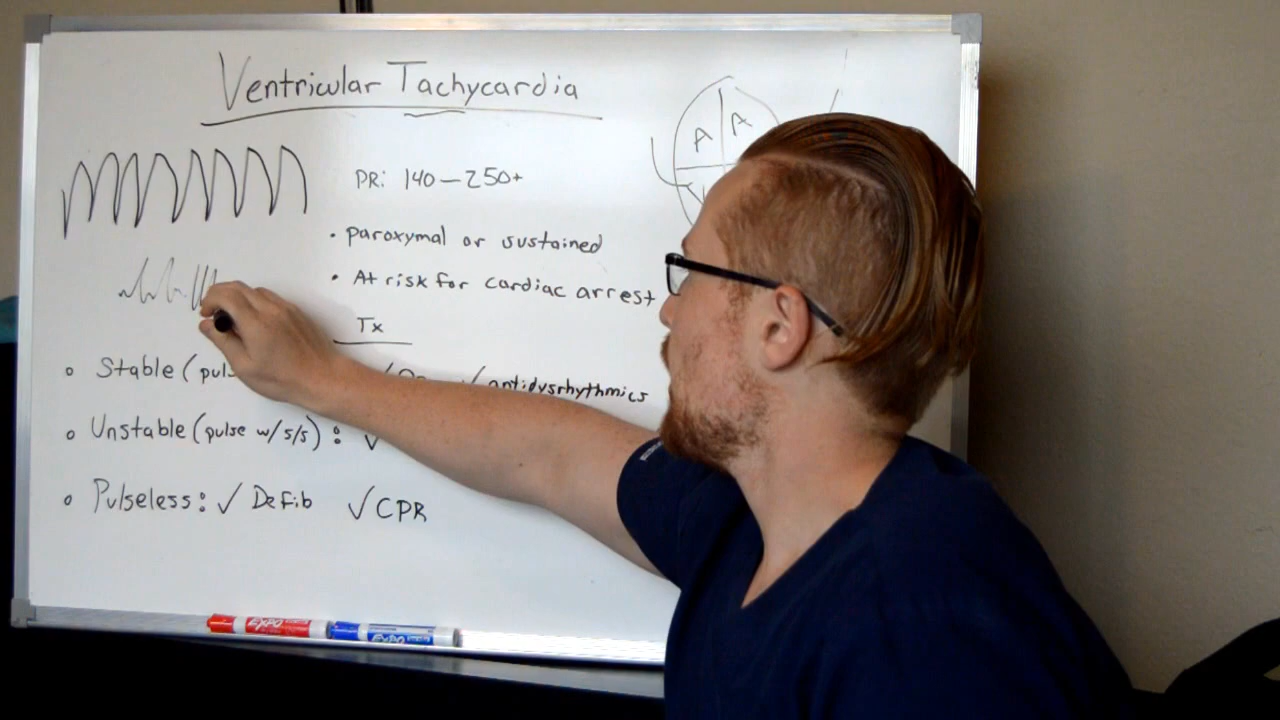 Ventricular Tachycardia
A A
PR: 140-250+
• paroxymal or sustained
• At risk for cardiac arrest
Tx
Stable (pul ✓ ✓ antidysrhythmics
Unstable (pulse w/ s/s) : ✓
Pulseless: ✓ Defib ✓ CPR
EXPO EXPO